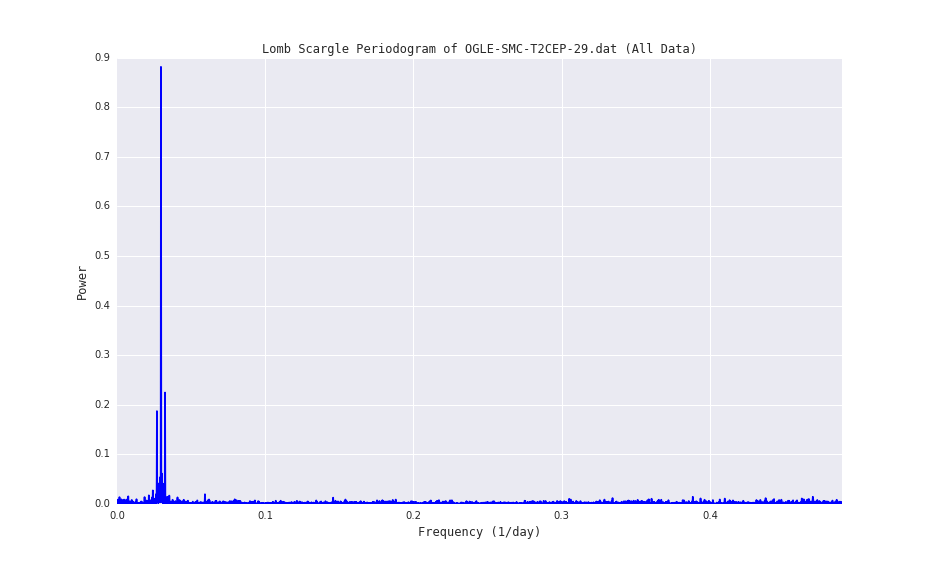 Lomb Scargle Periodogram of OGLE-SMC-T2CEP-29.dat (All Data)
0.9
0.8
0.7
0.6
0.5
0.4
0.3
0.2
0.1
0.0
Power
0.0 0.1 0.2 0.3 0.4
Frequency (1/day)